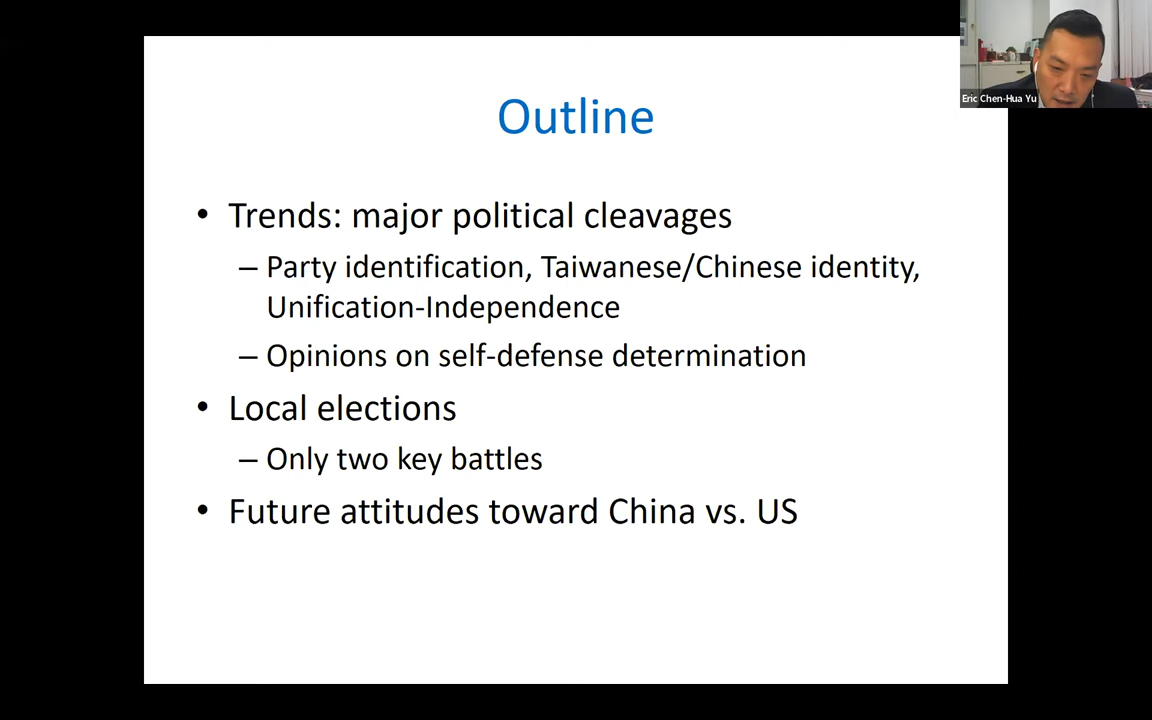 Eric Chen-Hua Yu
Outline
• Trends: major political cleavages
– Party identification, Taiwanese/Chinese identity,
Unification-Independence
– Opinions on self-defense determination
• Local elections
– Only two key battles
• Future attitudes toward China vs. US